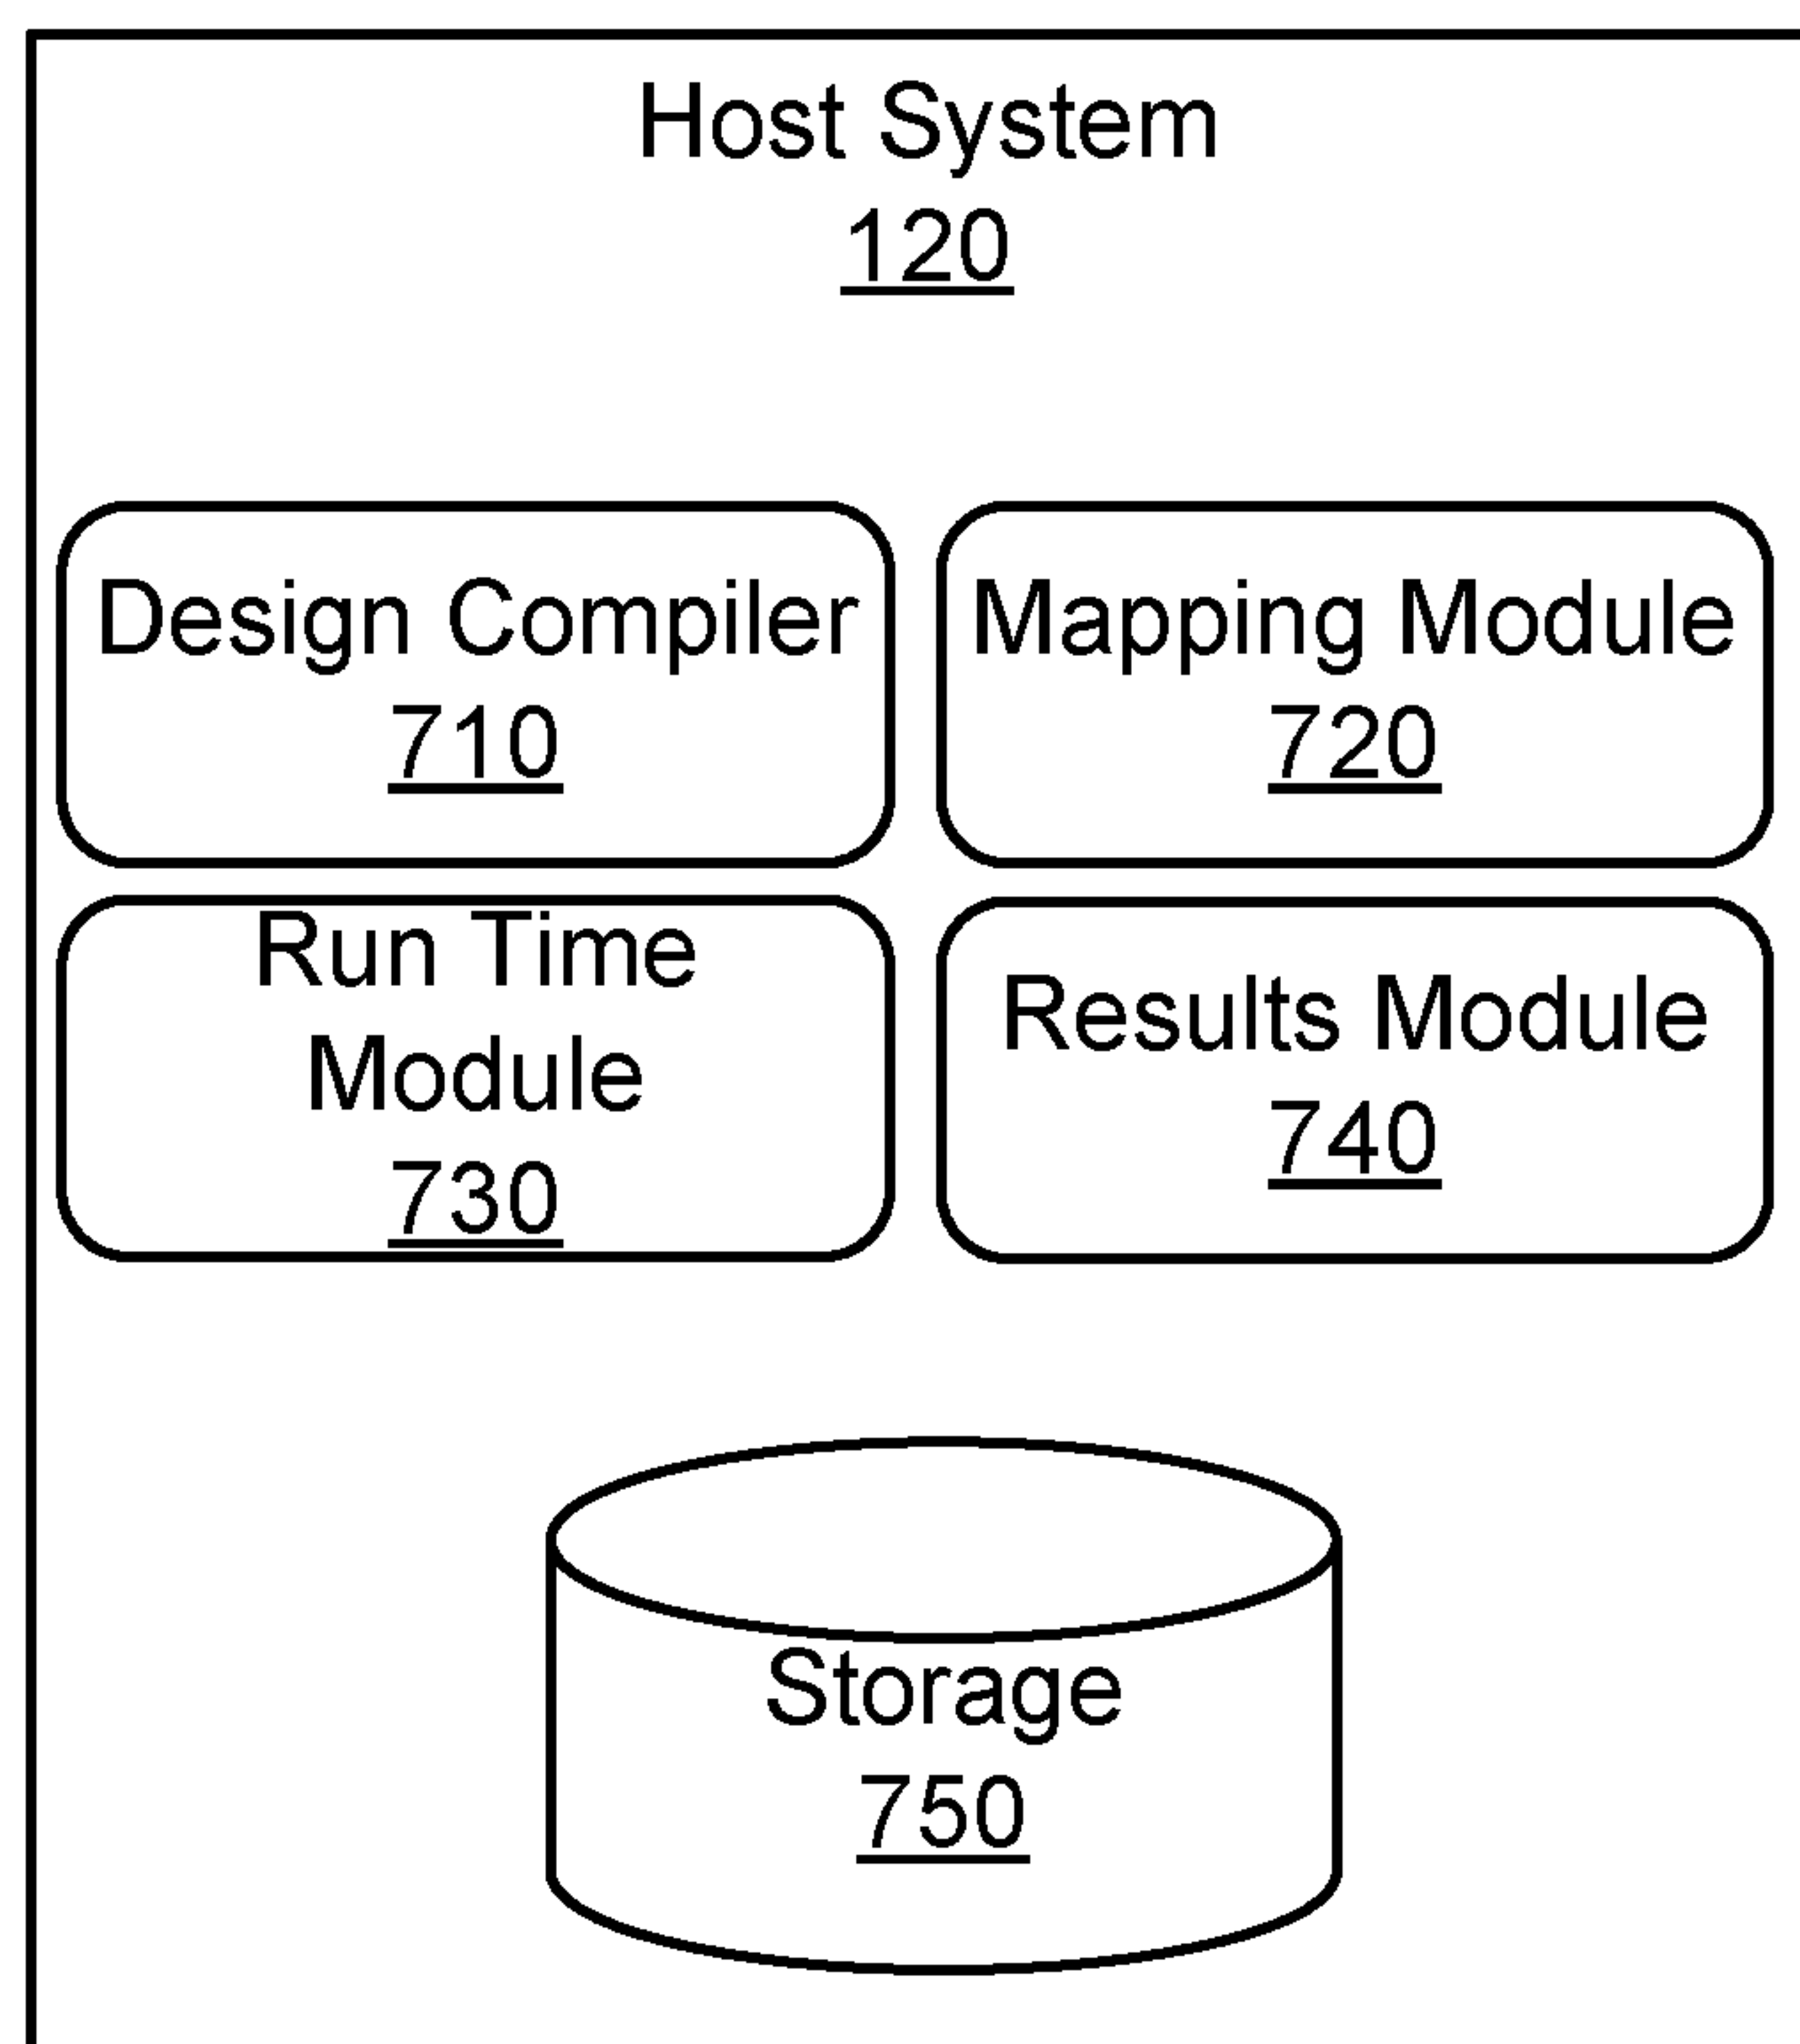 Host System
120
Design Compiler
710
Mapping Module
720
Run Time
Module
730
Results Module
740
Storage
750